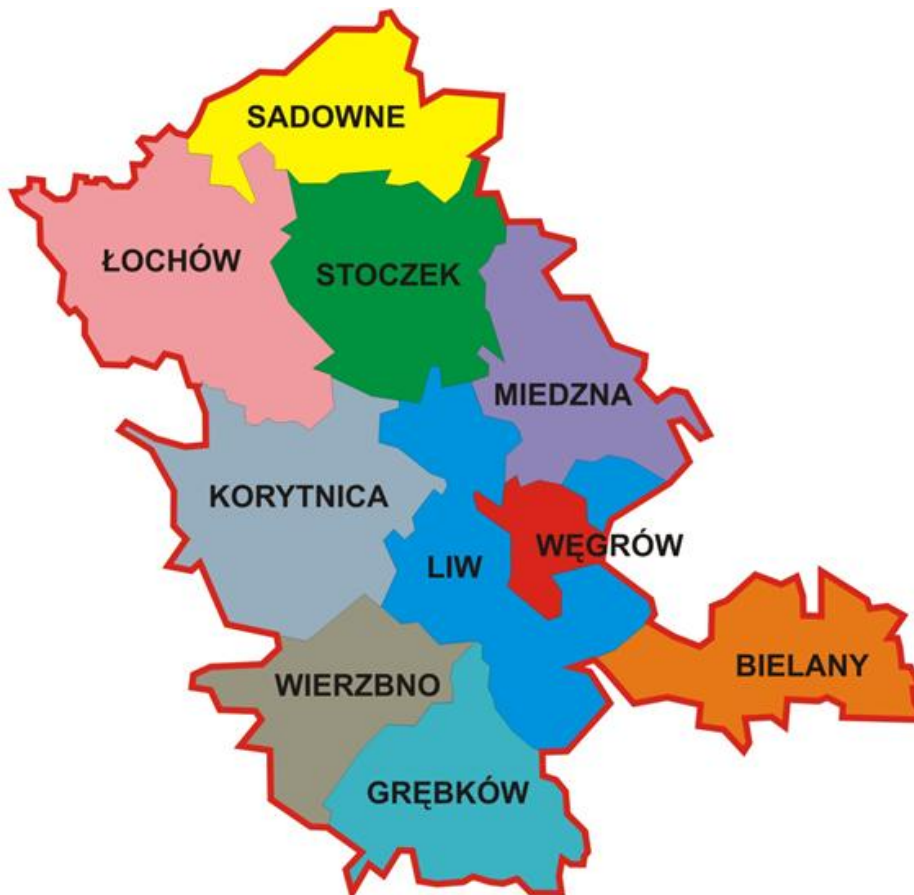 SADOWNE
ŁOCHÓW
STOCZEK
MIEDZNA
KORYTNICA
WĘGRÓW
LIW
BIELANY
WIERZBNO
GRĘBKÓW